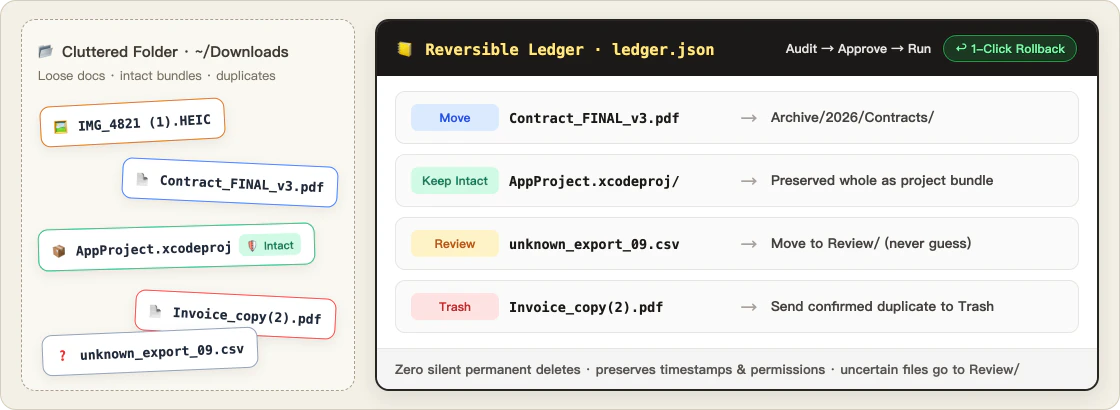 Cluttered Folder · ~/Downloads
Loose docs · intact bundles · duplicates
IMG_4821 (1).HEIC
Contract_FINAL_v3.pdf
AppProject.xcodeproj Intact
Invoice_copy(2).pdf
? unknown_export_09.csv
Reversible Ledger · ledger.json
Audit → Approve → Run ↩ 1-Click Rollback
Move Contract_FINAL_v3.pdf → Archive/2026/Contracts/
Keep Intact AppProject.xcodeproj/ → Preserved whole as project bundle
Review unknown_export_09.csv → Move to Review/ (never guess)
Trash Invoice_copy(2).pdf → Send confirmed duplicate to Trash
Zero silent permanent deletes · preserves timestamps & permissions · uncertain files go to Review/